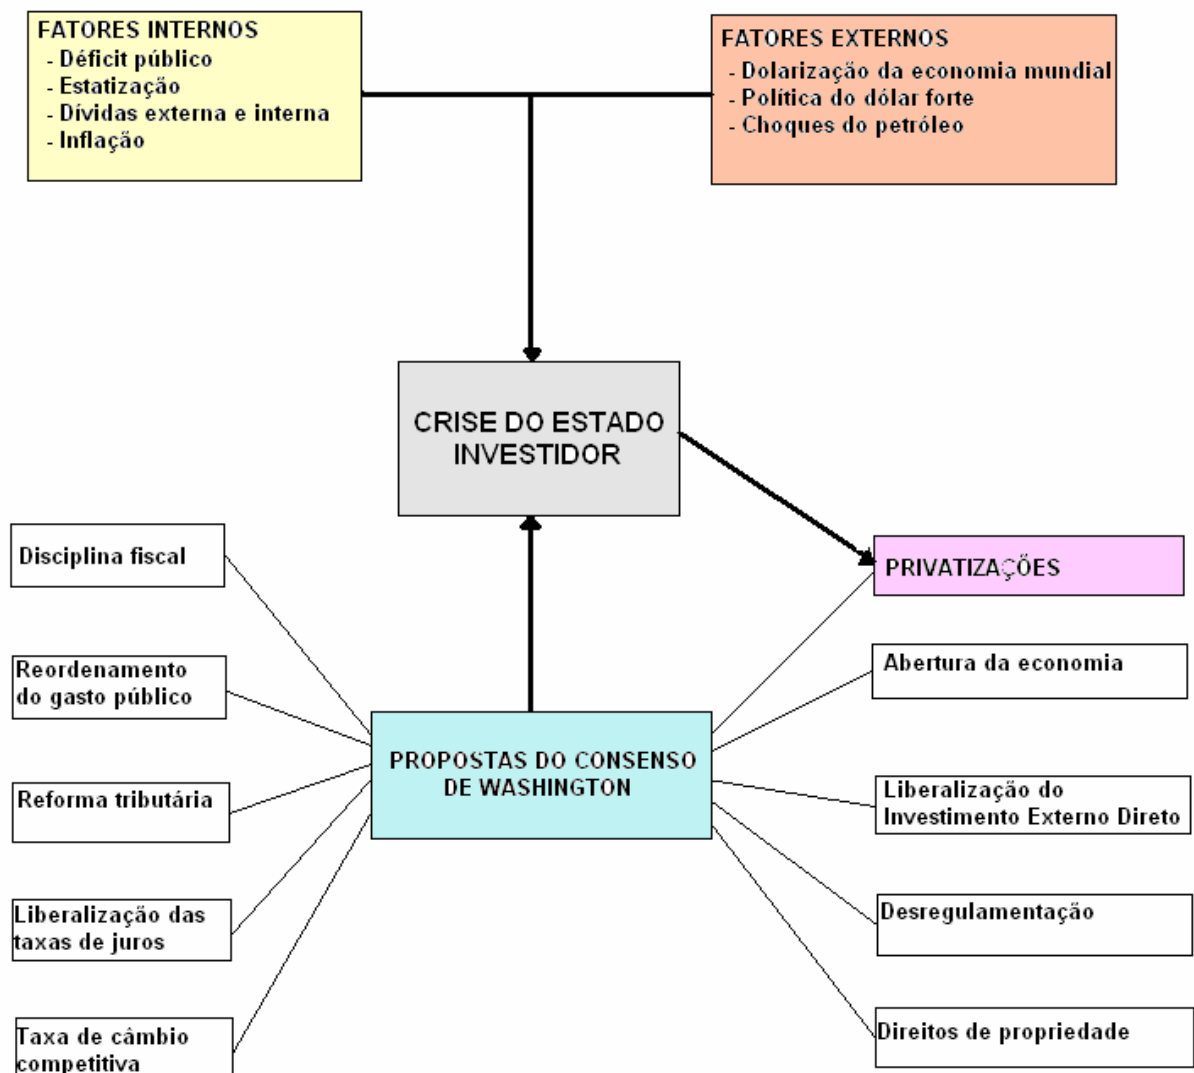 FATORES INTERNOS
- Déficit público
- Estatização
- Dívidas externa e interna
- Inflação
FATORES EXTERNOS
- Dolarização da economia mundial
- Política do dólar forte
- Choques do petróleo
CRISE DO ESTADO
INVESTIDOR
Disciplina fiscal
PRIVATIZAÇÕES
Reordenamento
do gasto público
Abertura da economia
PROPOSTAS DO CONSENSO
DE WASHINGTON
Reforma tributária
Liberalização do
Investimento Externo Direto
Liberalização das
taxas de juros
Desregulamentação
Taxa de câmbio
competitiva
Direitos de propriedade